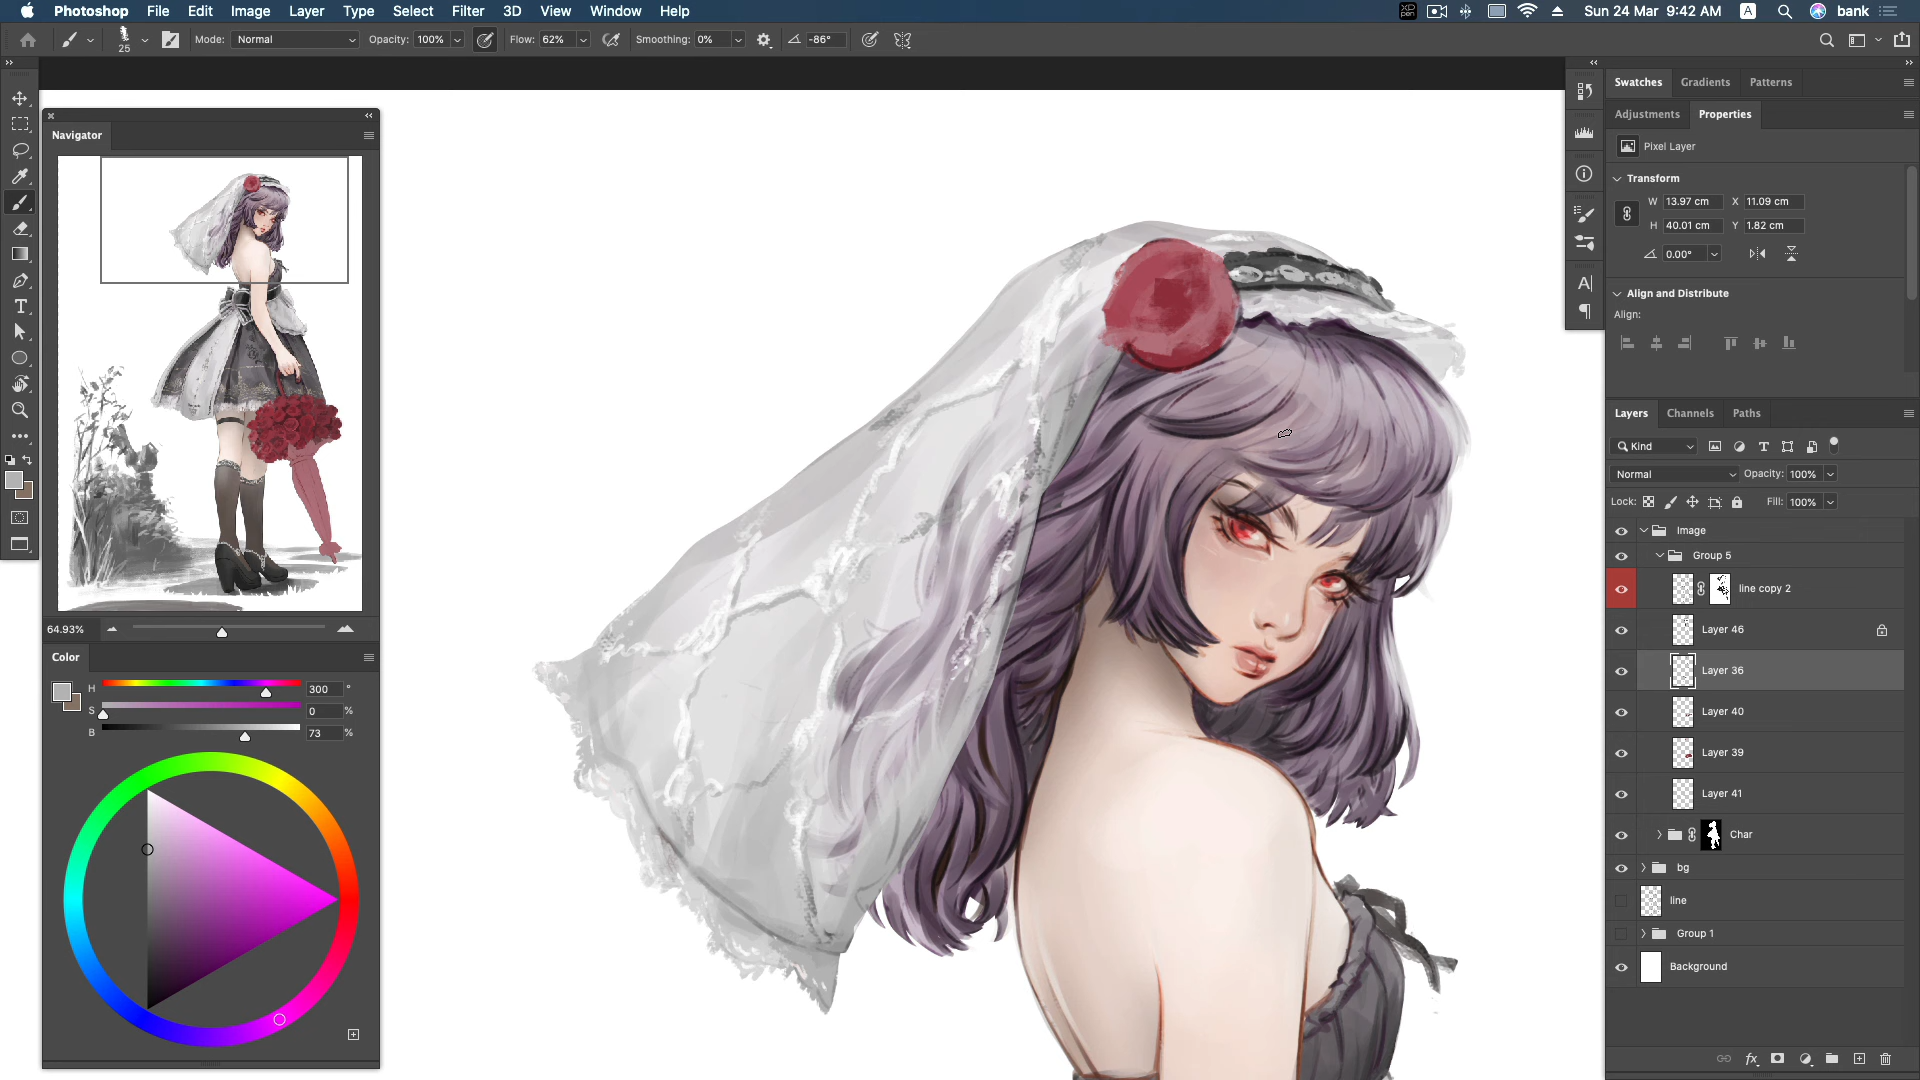 Photoshop File Edit Image Layer Type Select Filter 3D View Window Help Sun 24 Mar 9:42 AM A bank
25 Mode: Normal Opacity: 100% Flow: 62% Smoothing: 0% -86°
Navigator
64.93%
Color
H 300 °
S 0 %
B 73 %
Swatches Gradients Patterns
Adjustments Properties
Pixel Layer
Transform
W 13.97 cm X 11.09 cm
H 40.01 cm Y 1.82 cm
0.00°
Align and Distribute
Align:
Layers Channels Paths
Kind
Normal Opacity: 100%
Lock: Fill: 100%
Image
Group 5
line copy 2
Layer 46
Layer 36
Layer 40
Layer 39
Layer 41
Char
bg
line
Group 1
Background